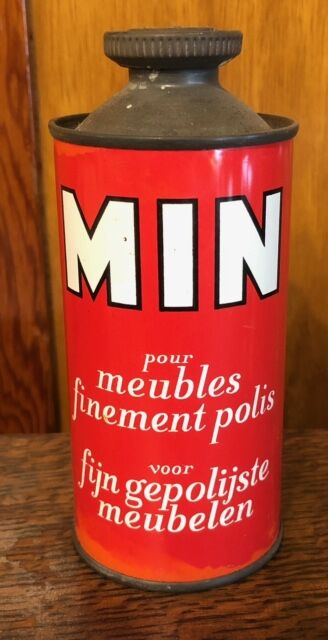 MIN
pour
meubles
finement polis
voor
fijn gepolijste
meubelen